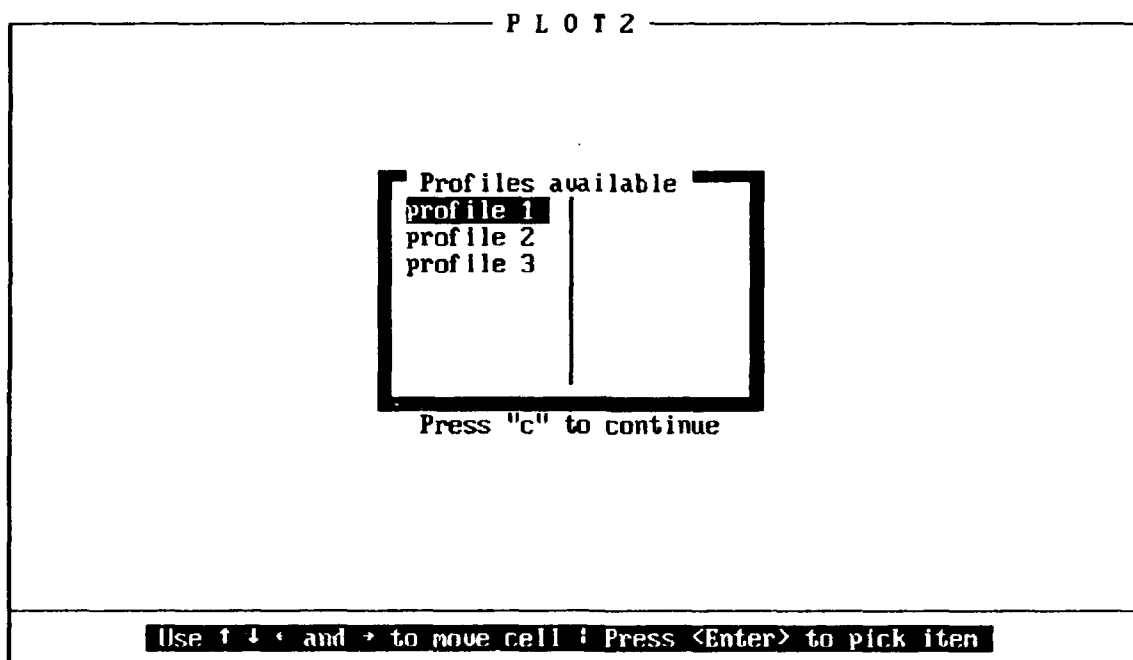 P L O T 2
Profiles available
profile 1
profile 2
profile 3
Press "c" to continue
Use ↑ ↓ ← and → to move cell ¦ Press <Enter> to pick item